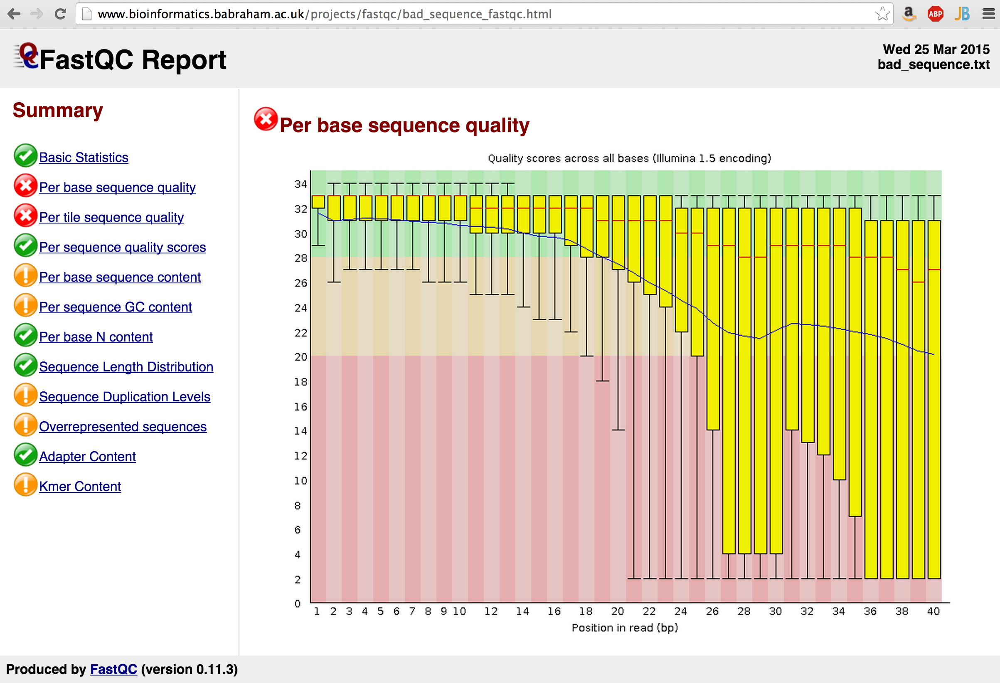 www.bioinformatics.babraham.ac.uk/projects/fastqc/bad_sequence_fastqc.html
a
ABP
JB
FastQC Report
Wed 25 Mar 2015
bad_sequence.txt
Summary
Basic Statistics
Per base sequence quality
Per tile sequence quality
Per sequence quality scores
Per base sequence content
Per sequence GC content
Per base N content
Sequence Length Distribution
Sequence Duplication Levels
Overrepresented sequences
Adapter Content
Kmer Content
Per base sequence quality
Quality scores across all bases (Illumina 1.5 encoding)
34
32
30
28
26
24
22
20
18
16
14
12
10
8
6
4
2
0
1 2 3 4 5 6 7 8 9 10 12 14 16 18 20 22 24 26 28 30 32 34 36 38 40
Position in read (bp)
Produced by FastQC (version 0.11.3)